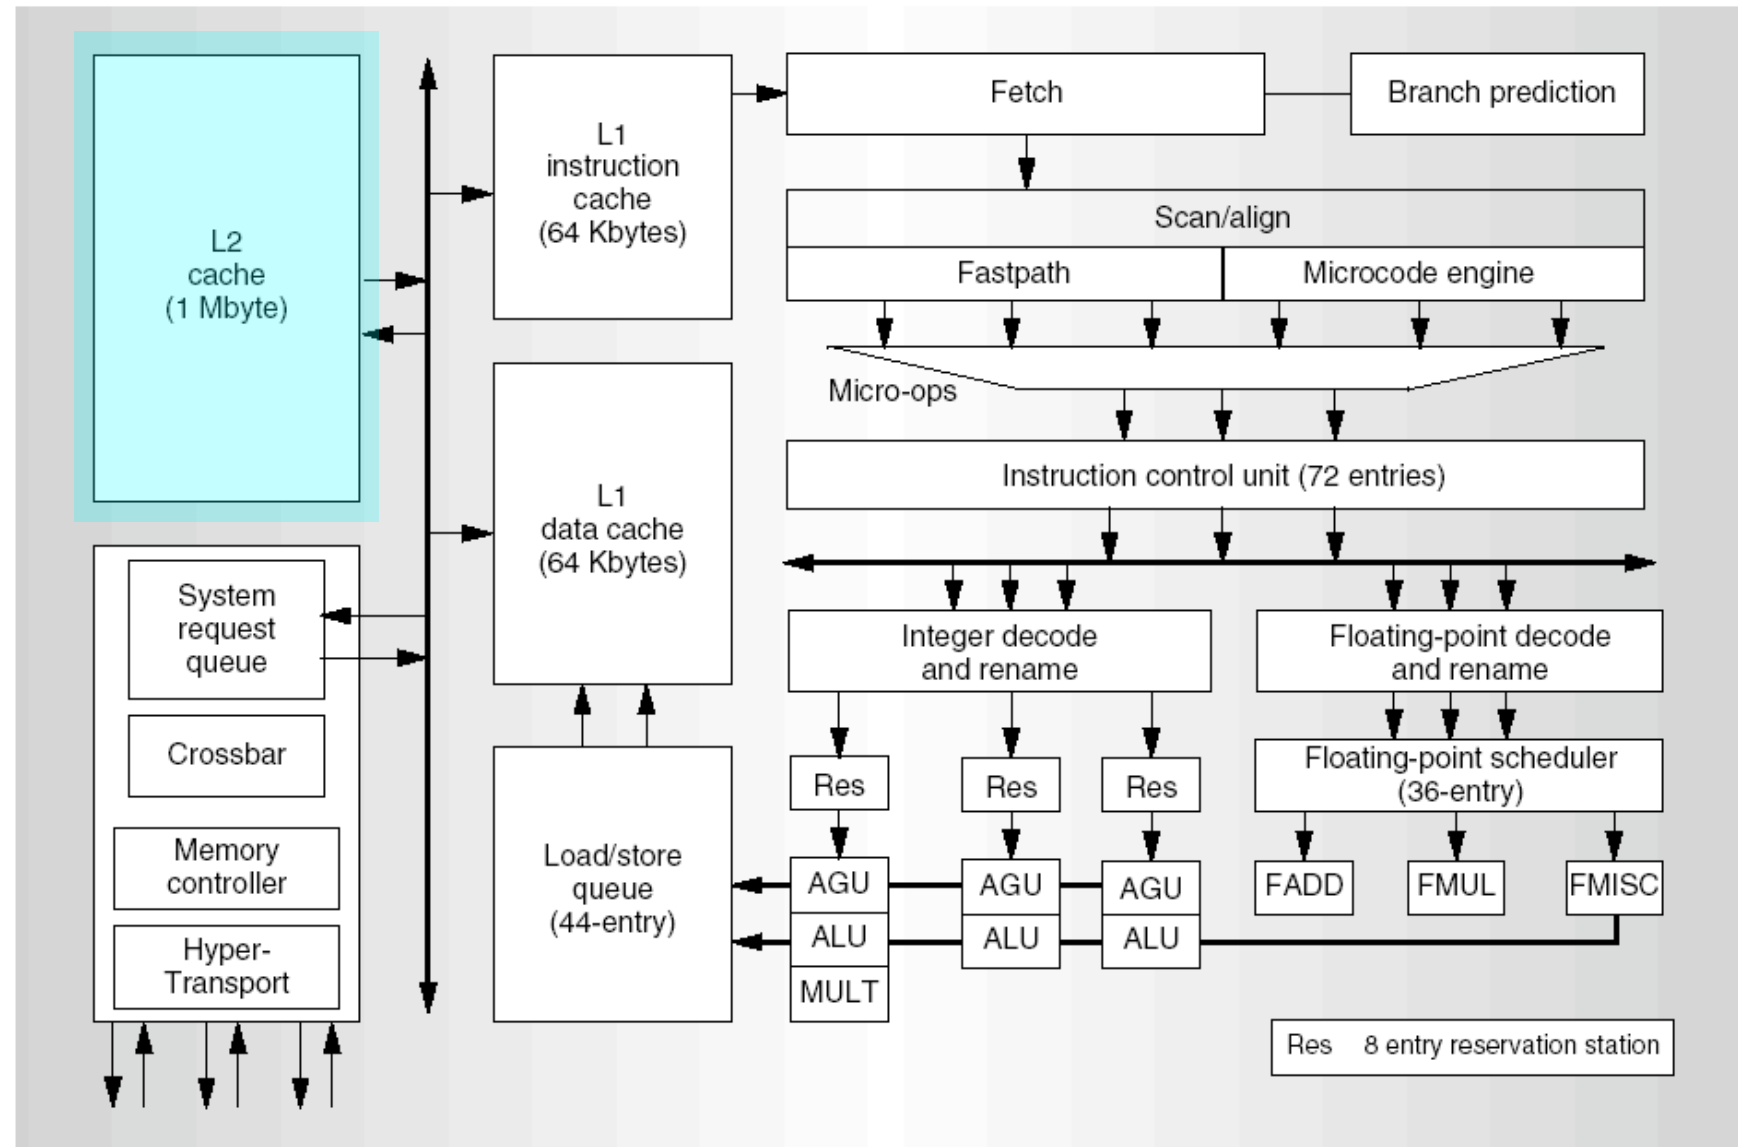 L2
cache
(1 Mbyte)
L1
instruction
cache
(64 Kbytes)
Fetch
Branch prediction
Scan/align
Fastpath
Microcode engine
Micro-ops
Instruction control unit (72 entries)
L1
data cache
(64 Kbytes)
System
request
queue
Crossbar
Memory
controller
Hyper-
Transport
Integer decode
and rename
Floating-point decode
and rename
Res
Res
Res
Floating-point scheduler
(36-entry)
Load/store
queue
(44-entry)
AGU
AGU
AGU
ALU
ALU
ALU
MULT
FADD
FMUL
FMISC
Res 8 entry reservation station